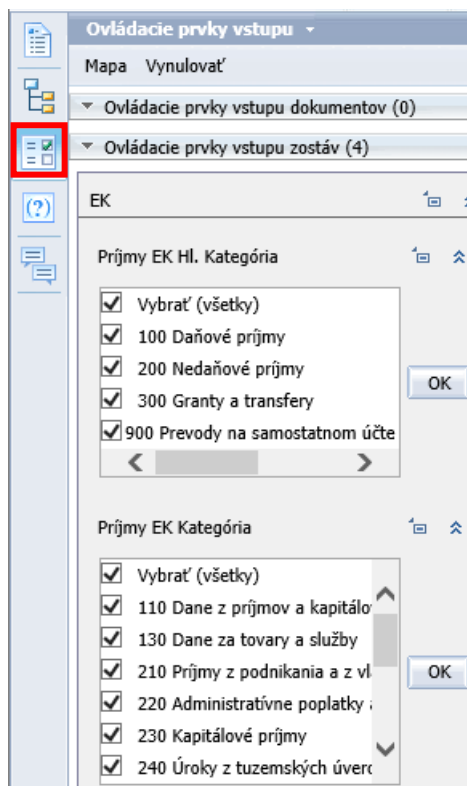 Ovládacie prvky vstupu
Mapa Vynulovať
Ovládacie prvky vstupu dokumentov (0)
Ovládacie prvky vstupu zostáv (4)
(?)
EK
Príjmy EK Hl. Kategória
Vybrať (všetky)
100 Daňové príjmy
200 Nedaňové príjmy
300 Granty a transfery
900 Prevody na samostatnom účte
OK
Príjmy EK Kategória
Vybrať (všetky)
110 Dane z príjmov a kapitálo
130 Dane za tovary a služby
210 Príjmy z podnikania a z vl
220 Administratívne poplatky
230 Kapitálové príjmy
240 Úroky z tuzemských úverc
OK